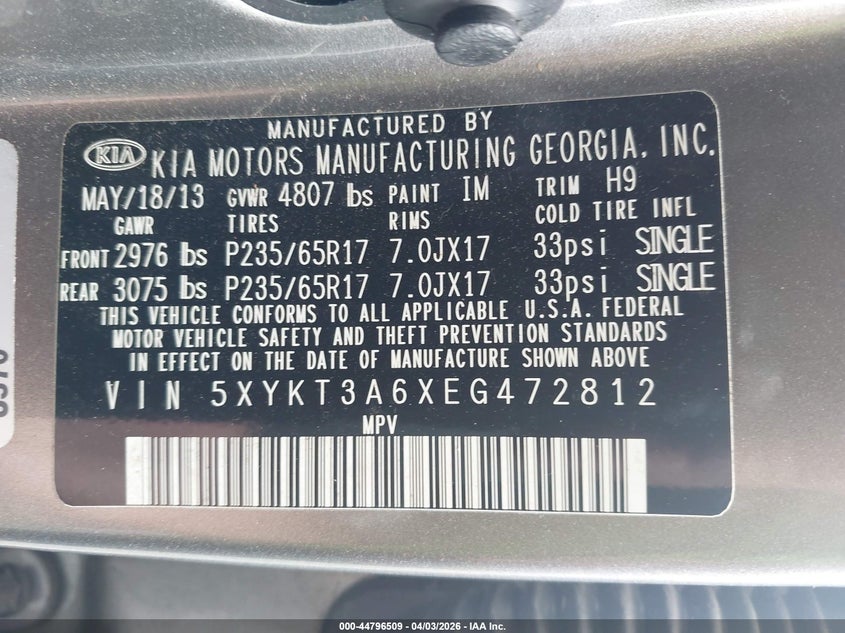 MANUFACTURED BY
KIA KIA MOTORS MANUFACTURING GEORGIA, INC.
MAY/18/13 GVWR 4807 lbs PAINT IM TRIM H9
GAWR TIRES RIMS COLD TIRE INFL
FRONT 2976 lbs P235/65R17 7.0JX17 33psi SINGLE
REAR 3075 lbs P235/65R17 7.0JX17 33psi SINGLE
THIS VEHICLE CONFORMS TO ALL APPLICABLE U.S.A. FEDERAL
MOTOR VEHICLE SAFETY AND THEFT PREVENTION STANDARDS
IN EFFECT ON THE DATE OF MANUFACTURE SHOWN ABOVE
VIN 5XYKT3A6XEG472812
MPV
000-44796509 | 04/03/2026 | © IAA Inc.